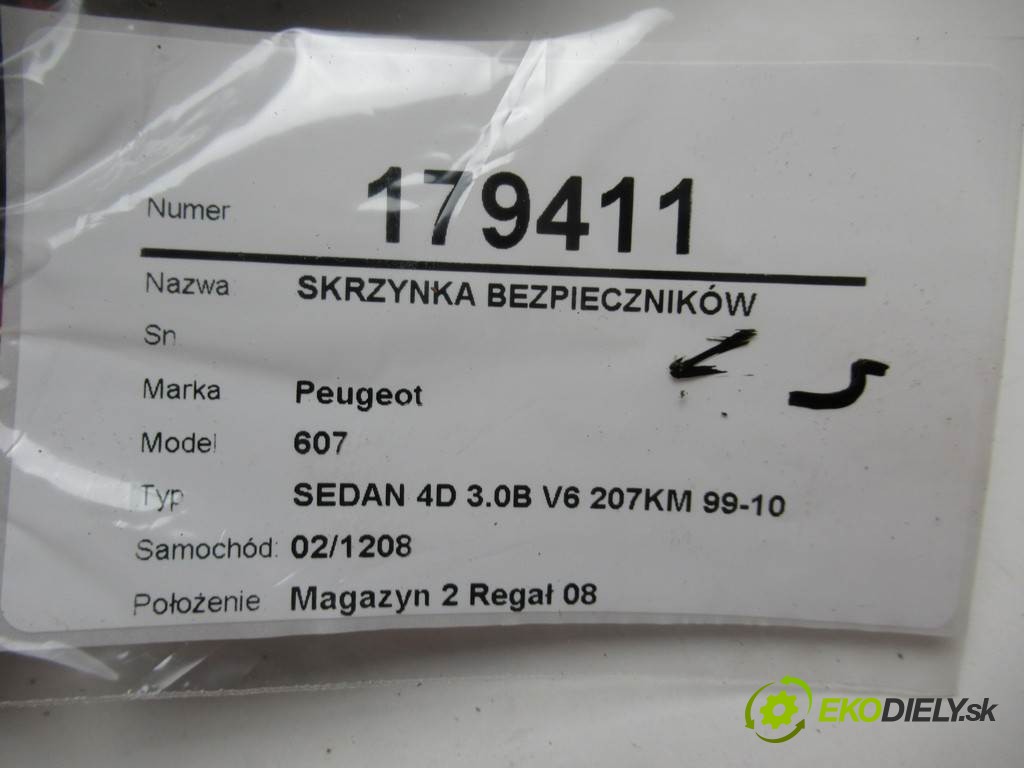 Numer 179411
Nazwa SKRZYNKA BEZPIECZNIKÓW
Sn
Marka Peugeot
Model 607
Typ SEDAN 4D 3.0B V6 207KM 99-10
Samochód: 02/1208
Położenie Magazyn 2 Regał 08
EKODIELY.sk